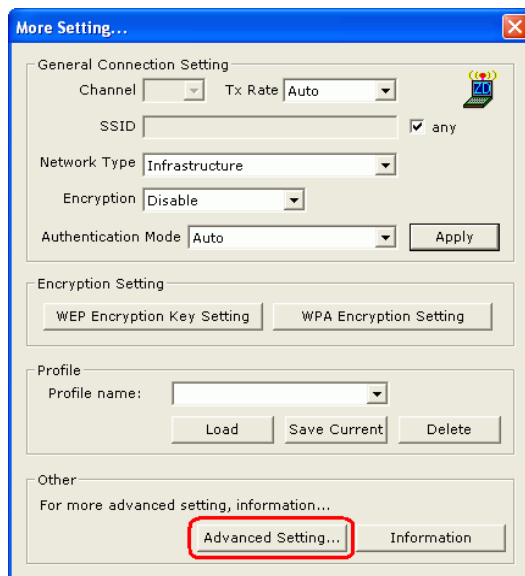 More Setting...
General Connection Setting
Channel Tx Rate Auto
ZD
SSID any
Network Type Infrastructure
Encryption Disable
Authentication Mode Auto Apply
Encryption Setting
WEP Encryption Key Setting WPA Encryption Setting
Profile
Profile name:
Load Save Current Delete
Other
For more advanced setting, information...
Advanced Setting... Information